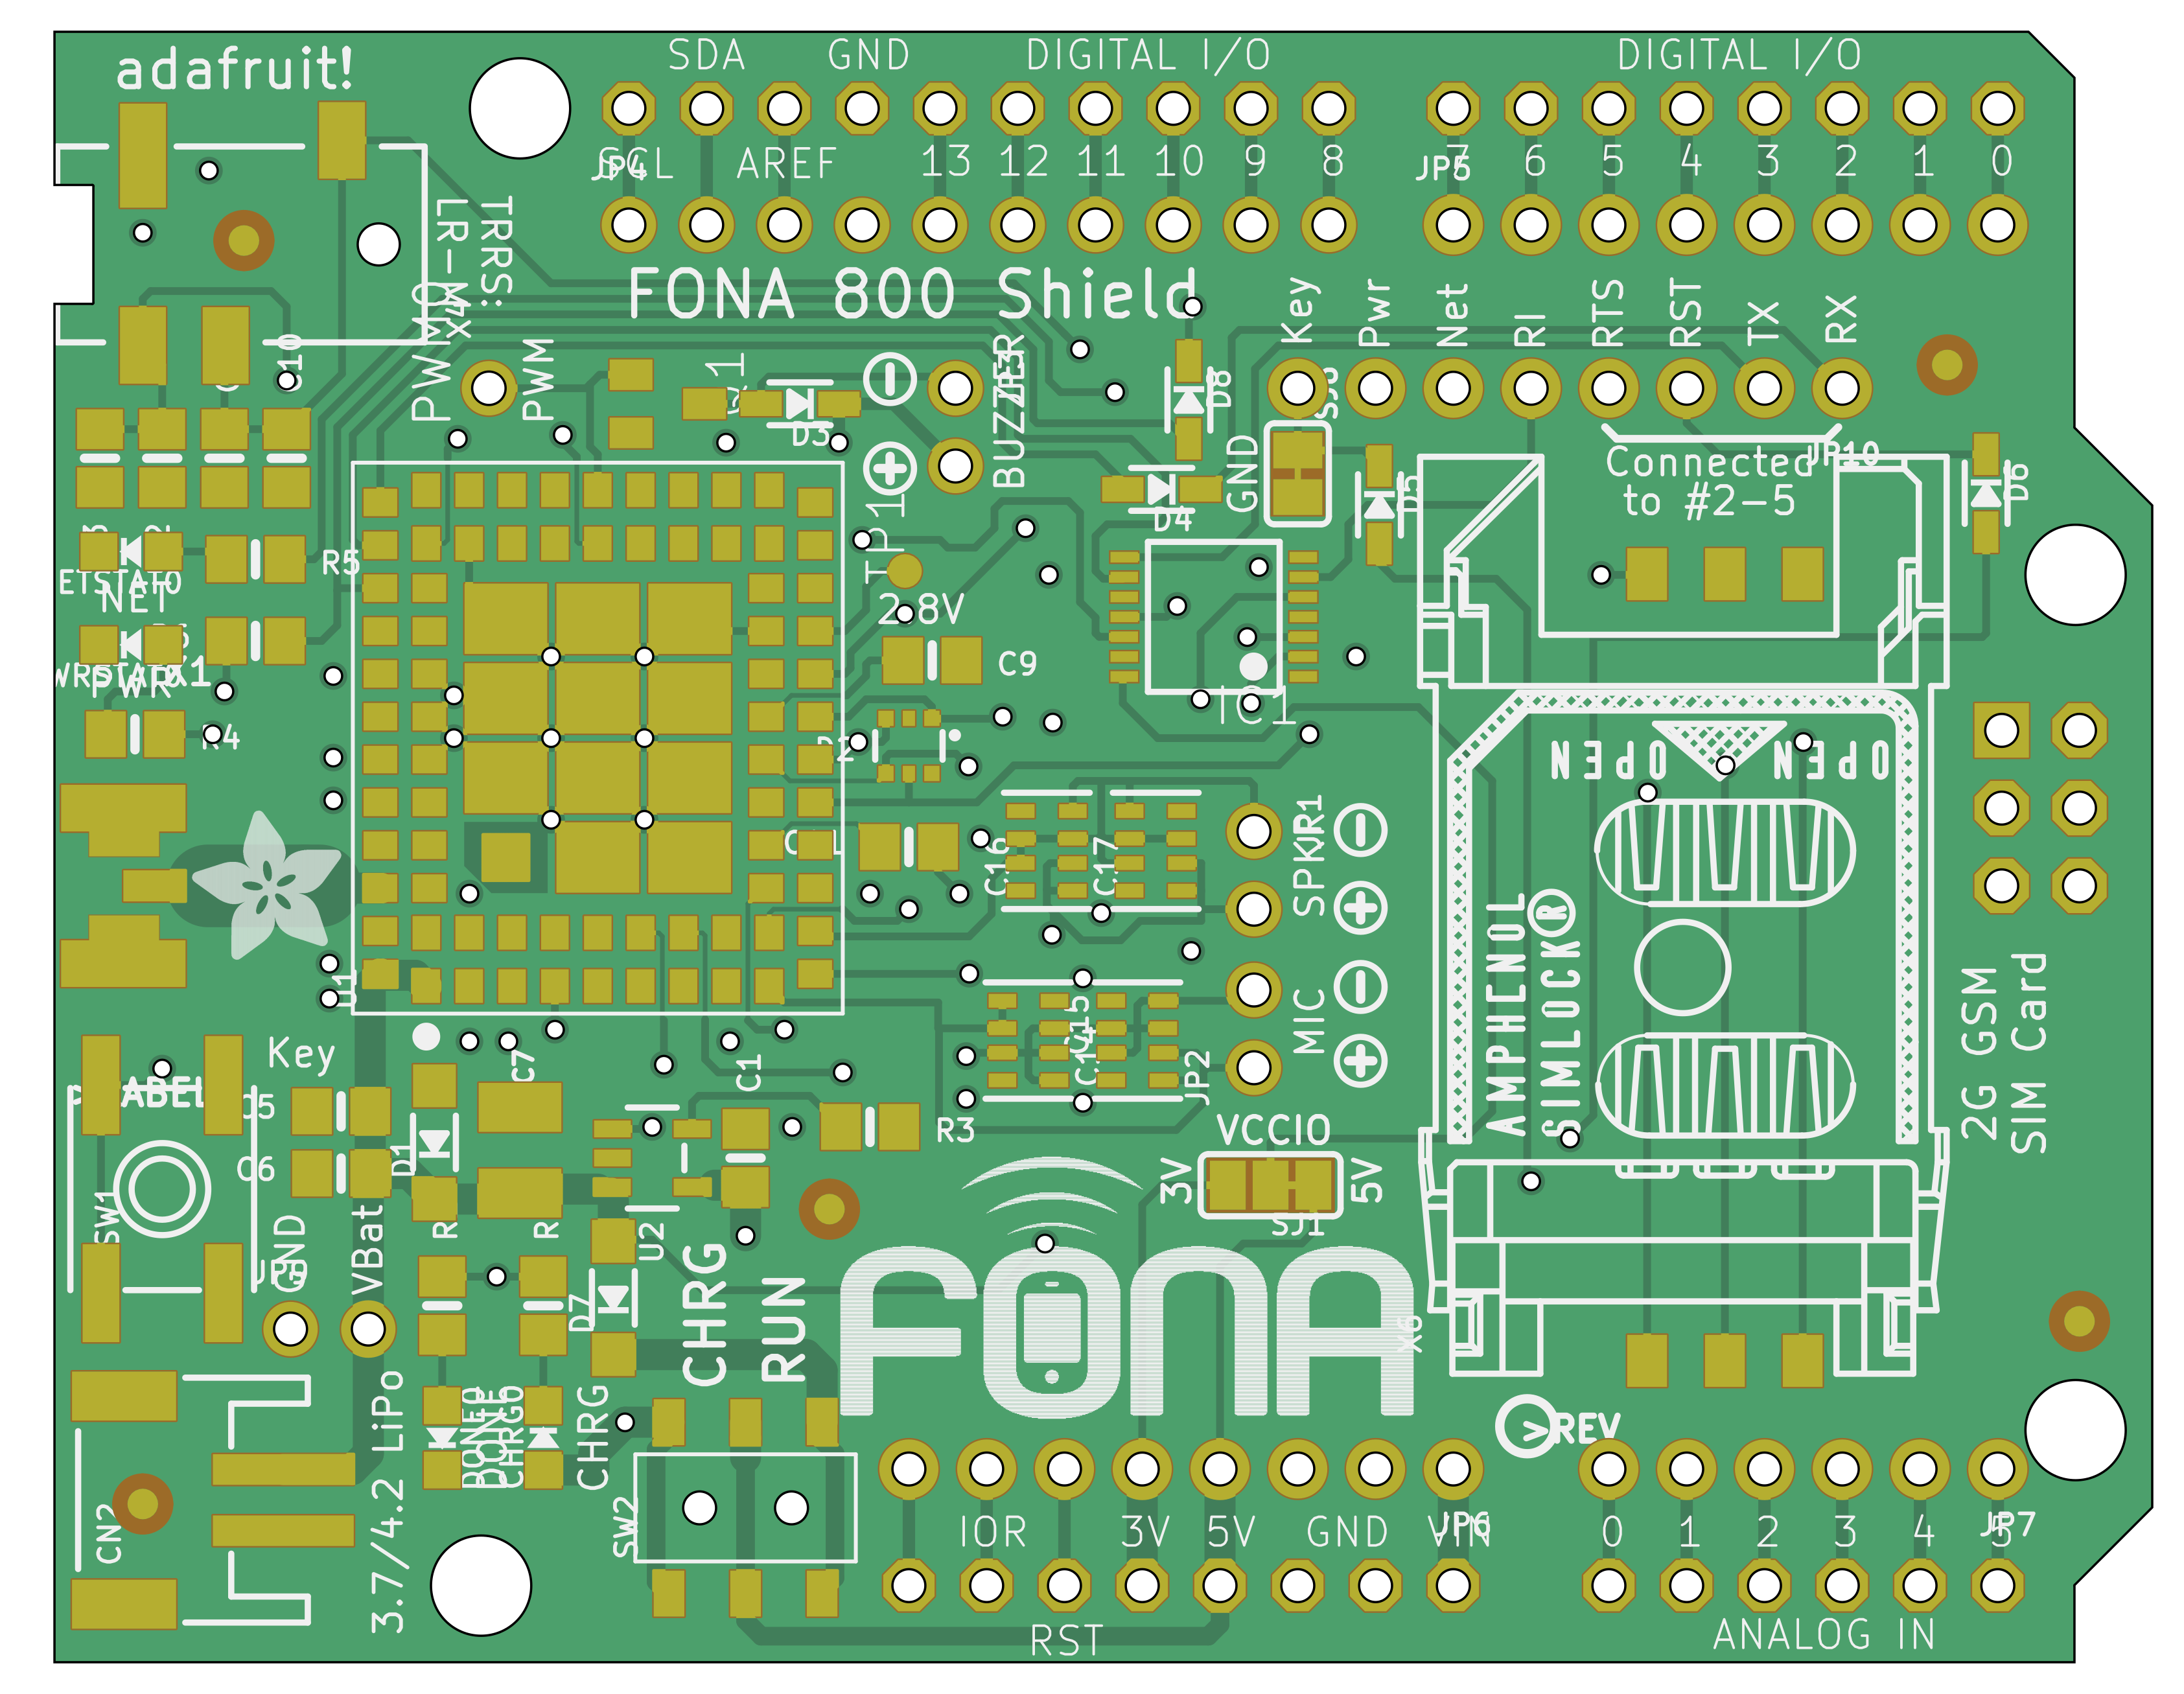 adafruit!
SDA
GND
DIGITAL I/O
DIGITAL I/O
SCL
JP4
AREF
13
12
11
10
9
8
JP5
7
6
5
4
3
2
1
0
TRRS:
LR-MG
FONA 800 Shield
Key
Pwr
Net
RI
RTS
RST
TX
RX
PWM
PWM
BUZZER
D3
D8
SJ3
GND
D5
D4
Connected
to #2-5
JP10
D6
R5
NET
PWR
R4
TP1
2.8V
C9
IC1
OPEN
OPEN
C16
C17
SPKR
MIC
JP2
AMPHENOL
SIMLOCK®
2G GSM
SIM Card
U1
Key
C5
C6
C7
C1
D1
R3
SW1
GND
VBat
JP9
U2
D7
CHRG
RUN
VCCIO
3V
5V
SJ1
FONA
X6
>REV
3.7/4.2 LiPo
CN2
CHRG
SW2
IOR
3V
5V
GND
VIN
JP6
0
1
2
3
4
5
JP7
RST
ANALOG IN